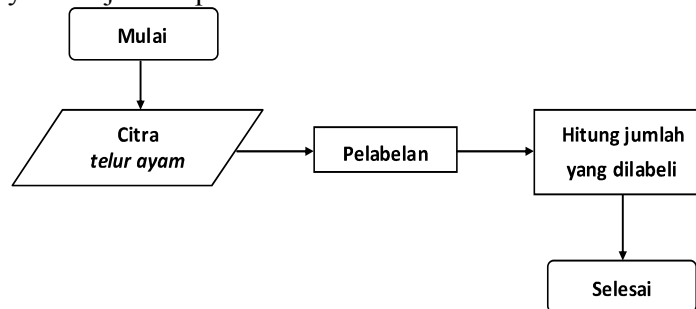 Mulai
Citra
telur ayam
Pelabelan
Hitung jumlah
yang dilabeli
Selesai